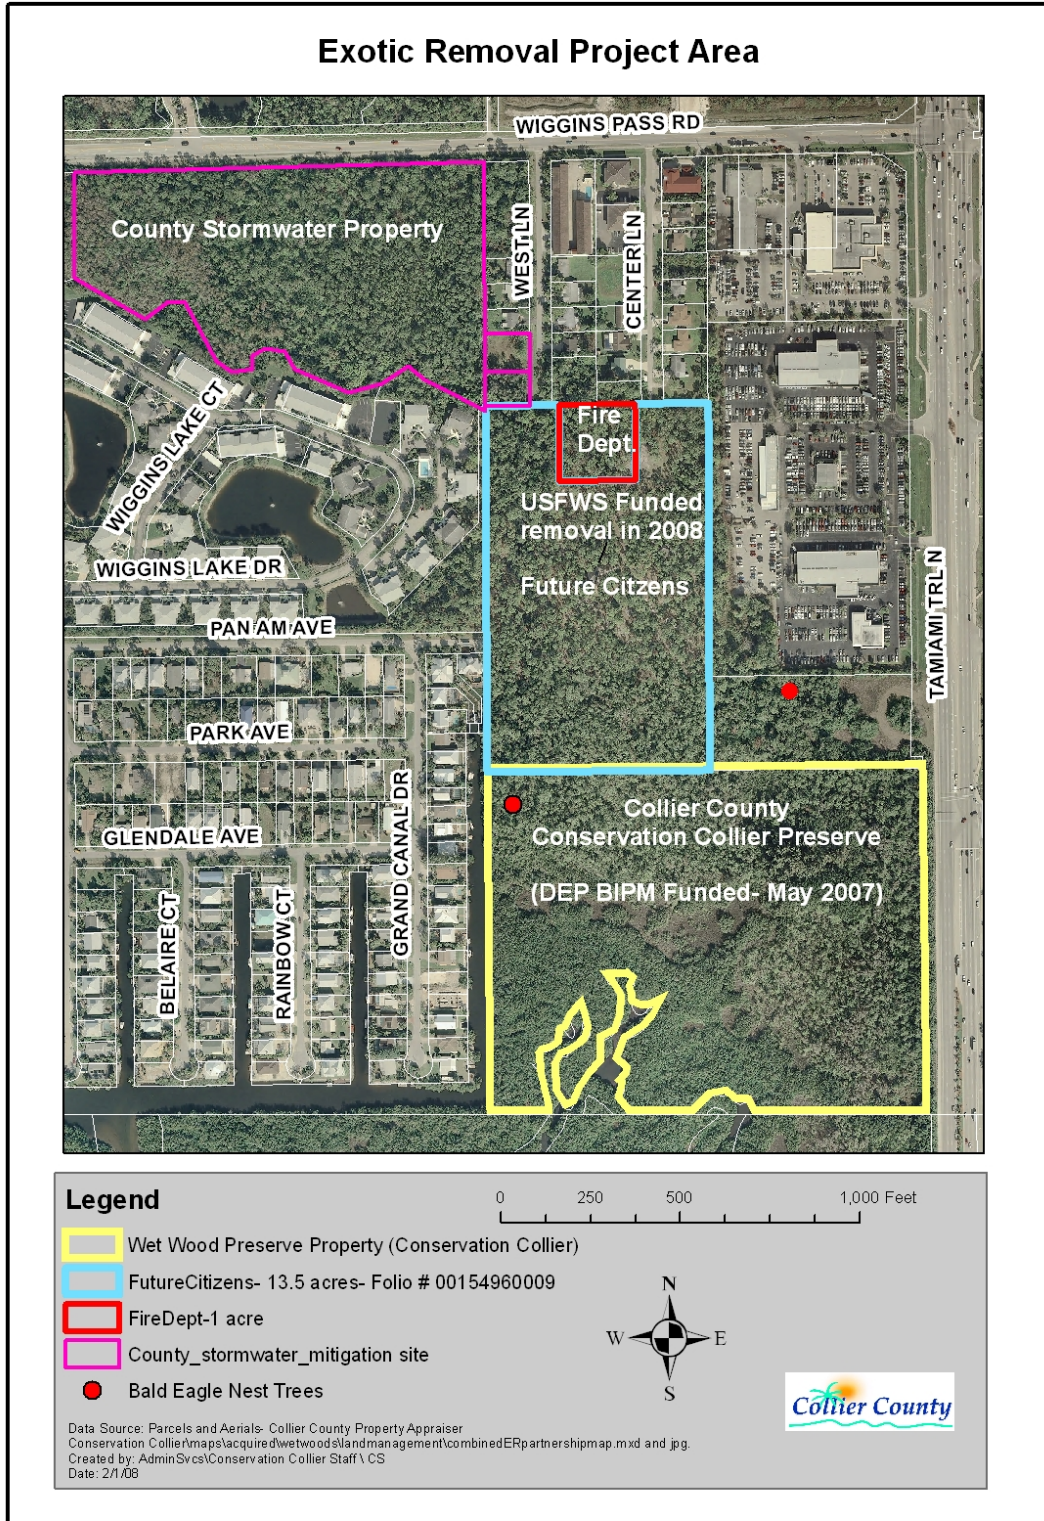 Exotic Removal Project Area
WIGGINS PASS RD
County Stormwater Property
WEST LN
CENTER LN
Fire
Dept.
WIGGINS LAKE CT
USFWS Funded
removal in 2008
Future Citzens
WIGGINS LAKE DR
PAN AM AVE
TAMIAMI TRL N
PARK AVE
GRAND CANAL DR
Collier County
Conservation Collier Preserve
GLENDALE AVE
(DEP BIPM Funded- May 2007)
BELAIRE CT
RAINBOW CT
Legend
0 250 500 1,000 Feet
Wet Wood Preserve Property (Conservation Collier)
FutureCitizens- 13.5 acres- Folio # 00154960009
FireDept-1 acre
County_stormwater_mitigation site
Bald Eagle Nest Trees
N
W E
S
Collier County
Data Source: Parcels and Aerials- Collier County Property Appraiser
Conservation Collier\maps\acquired\wetwoods\landmanagement\combinedERpartnershipmap.mxd and jpg.
Created by: AdminSvcs\Conservation Collier Staff \ CS
Date: 2/1/08